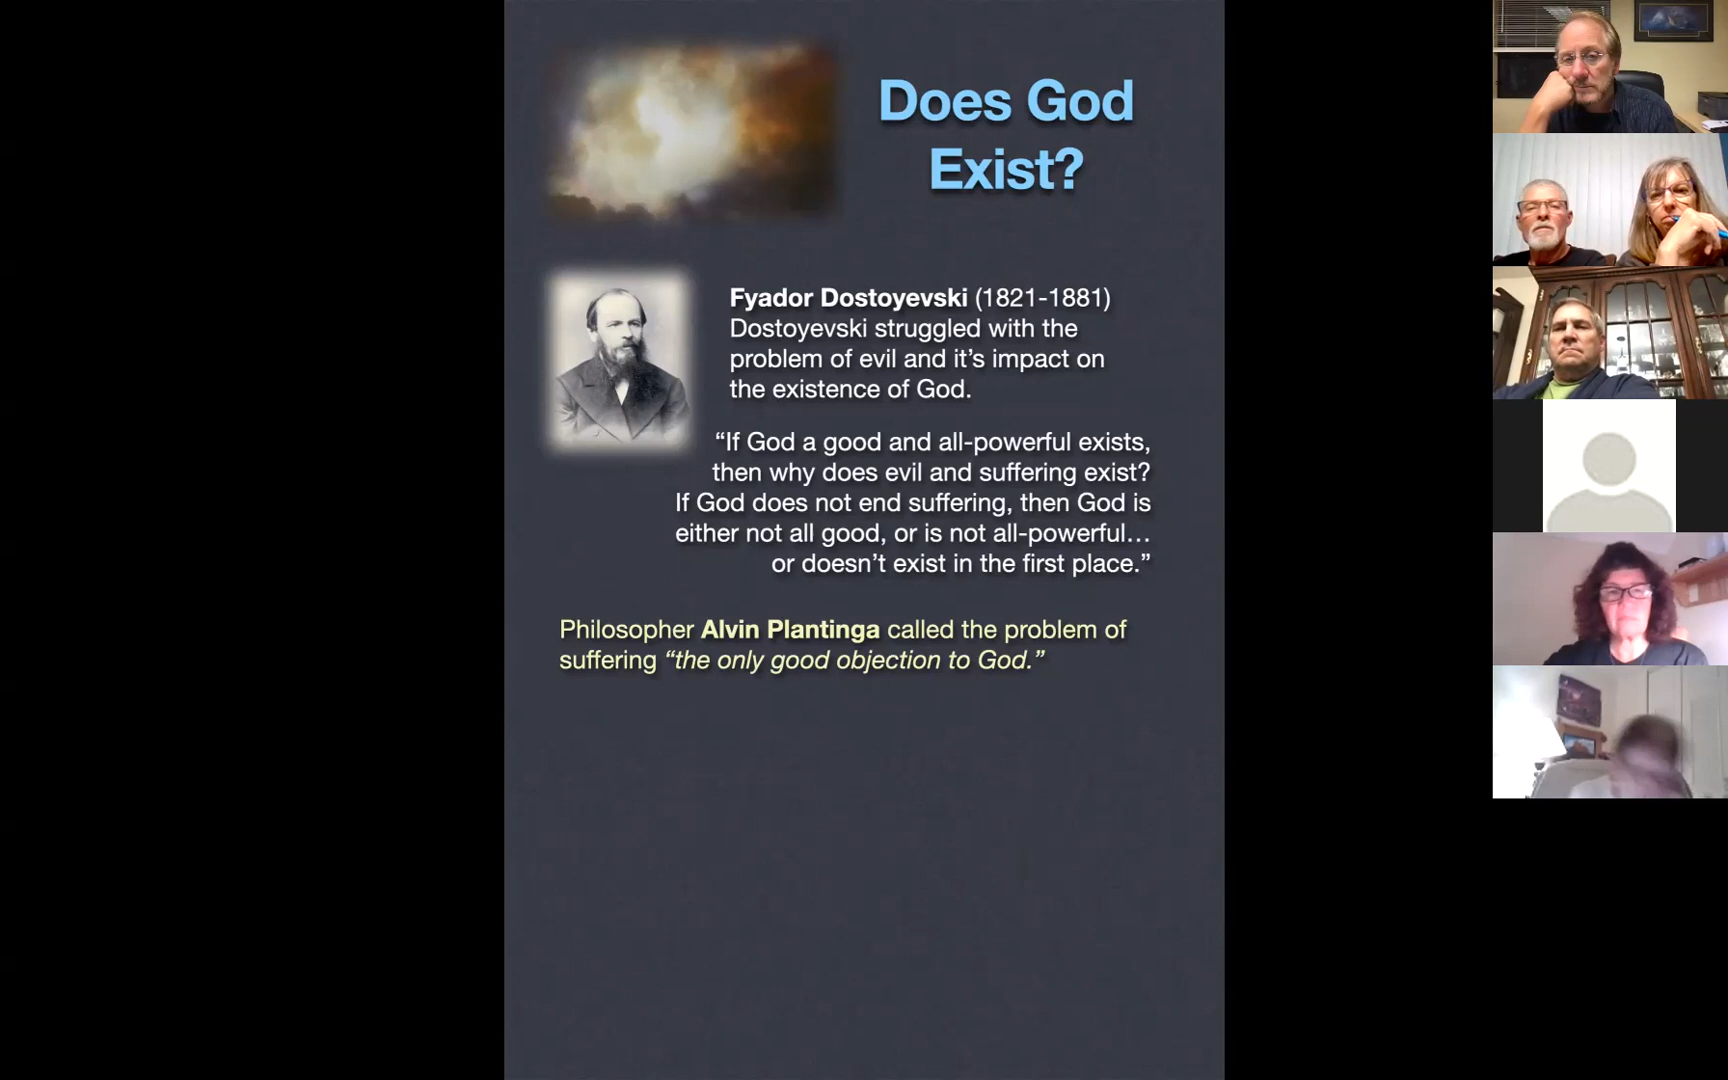 Does God
Exist?
Fyador Dostoyevski (1821-1881)
Dostoyevski struggled with the
problem of evil and it’s impact on
the existence of God.
“If God a good and all-powerful exists,
then why does evil and suffering exist?
If God does not end suffering, then God is
either not all good, or is not all-powerful…
or doesn’t exist in the first place.”
Philosopher Alvin Plantinga called the problem of
suffering “the only good objection to God.”